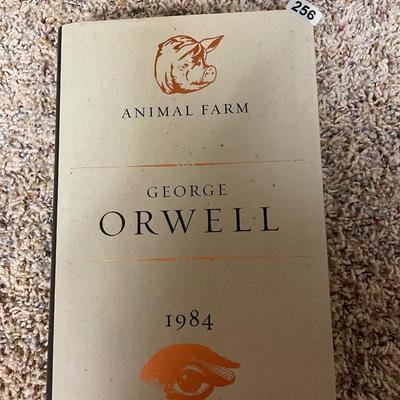 256
ANIMAL FARM
GEORGE
ORWELL
1984